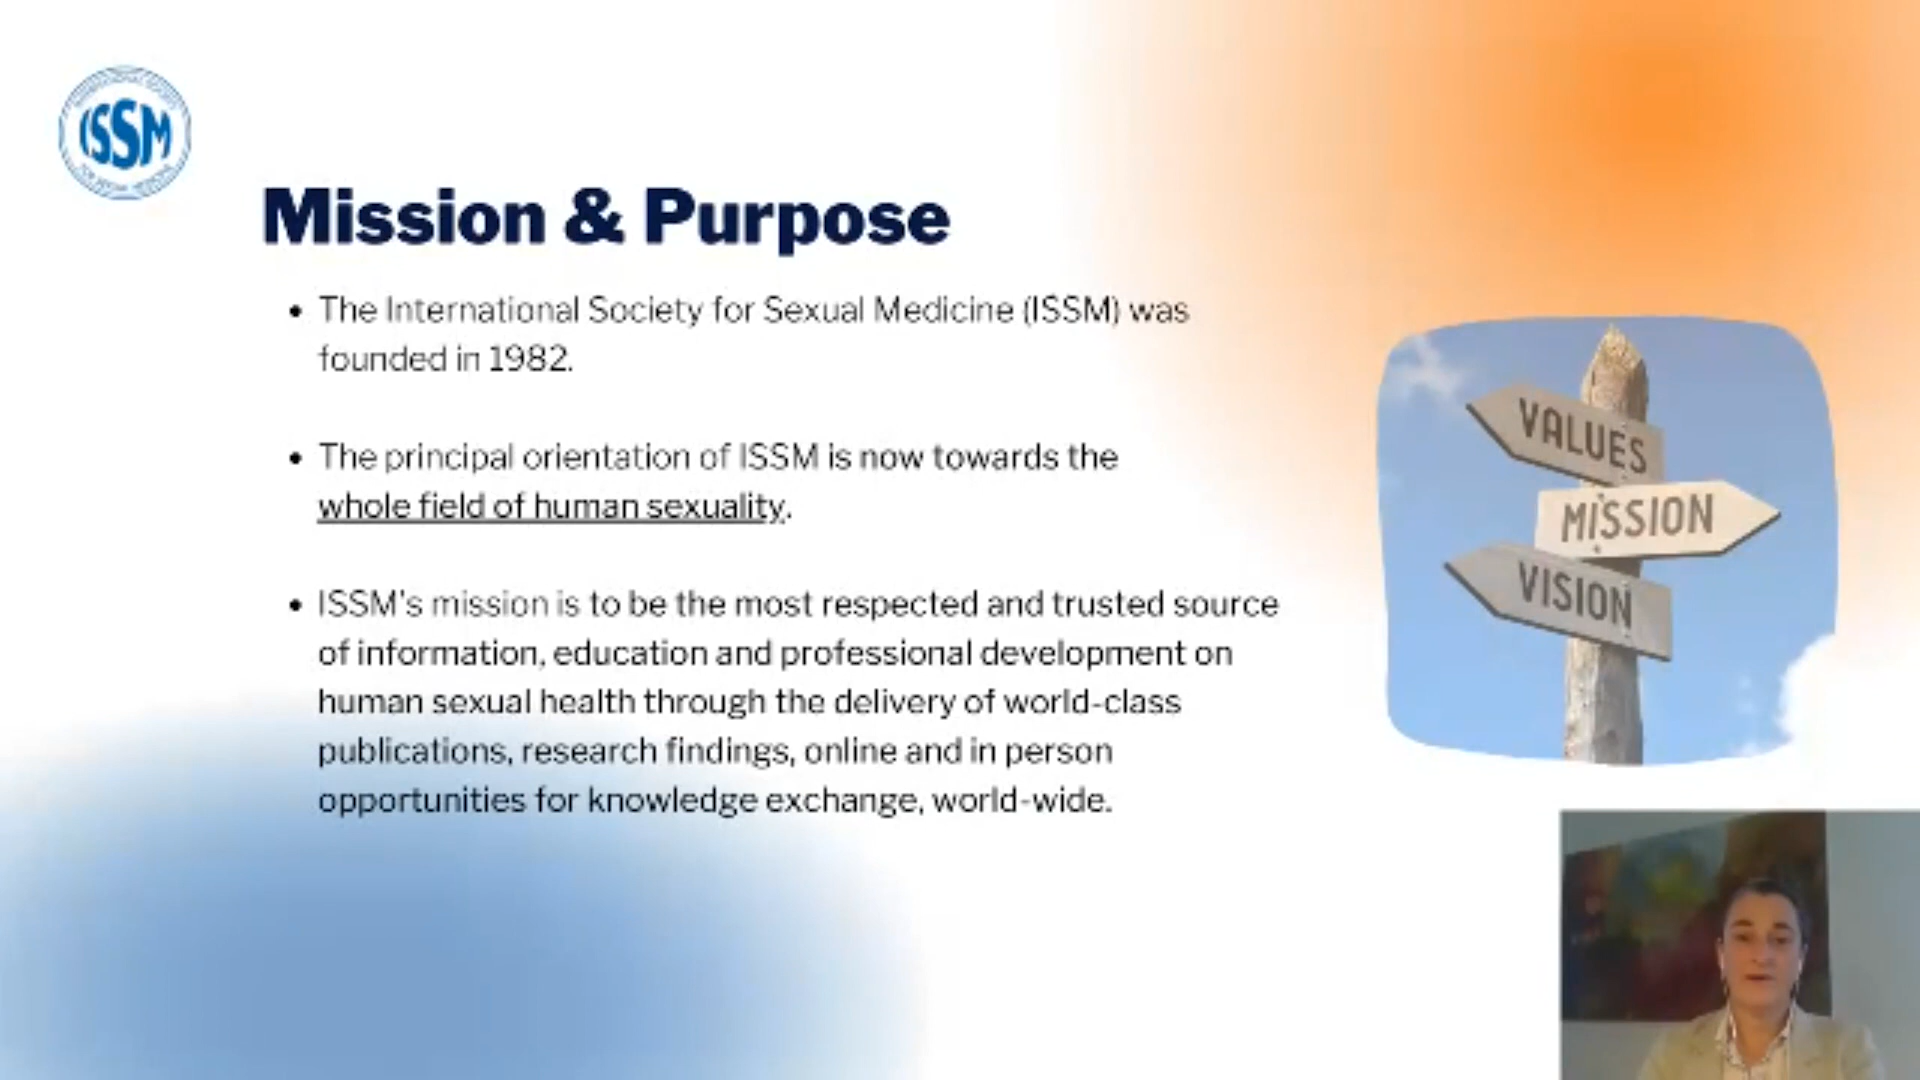 ISSM
Mission & Purpose
• The International Society for Sexual Medicine (ISSM) was
founded in 1982.
• The principal orientation of ISSM is now towards the
whole field of human sexuality.
• ISSM's mission is to be the most respected and trusted source
of information, education and professional development on
human sexual health through the delivery of world-class
publications, research findings, online and in person
opportunities for knowledge exchange, world-wide.
VALUES
MISSION
VISION